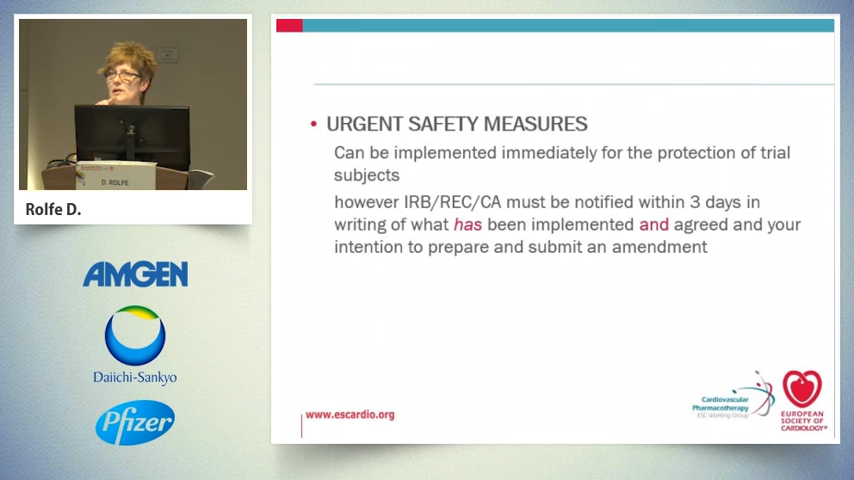 D. ROLFE
Rolfe D.
AMGEN
Daiichi-Sankyo
Pfizer
• URGENT SAFETY MEASURES
Can be implemented immediately for the protection of trial
subjects
however IRB/REC/CA must be notified within 3 days in
writing of what has been implemented and agreed and your
intention to prepare and submit an amendment
www.escardio.org
Cardiovascular
Pharmacotherapy
ESC Working Group
EUROPEAN
SOCIETY OF
CARDIOLOGY®